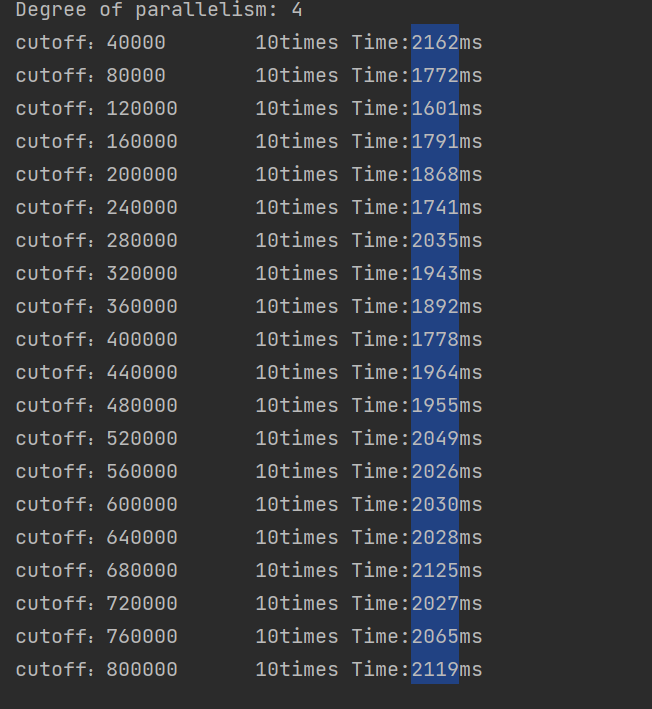 Degree of parallelism: 4
cutoff：40000 10times Time:2162ms
cutoff：80000 10times Time:1772ms
cutoff：120000 10times Time:1601ms
cutoff：160000 10times Time:1791ms
cutoff：200000 10times Time:1868ms
cutoff：240000 10times Time:1741ms
cutoff：280000 10times Time:2035ms
cutoff：320000 10times Time:1943ms
cutoff：360000 10times Time:1892ms
cutoff：400000 10times Time:1778ms
cutoff：440000 10times Time:1964ms
cutoff：480000 10times Time:1955ms
cutoff：520000 10times Time:2049ms
cutoff：560000 10times Time:2026ms
cutoff：600000 10times Time:2030ms
cutoff：640000 10times Time:2028ms
cutoff：680000 10times Time:2125ms
cutoff：720000 10times Time:2027ms
cutoff：760000 10times Time:2065ms
cutoff：800000 10times Time:2119ms